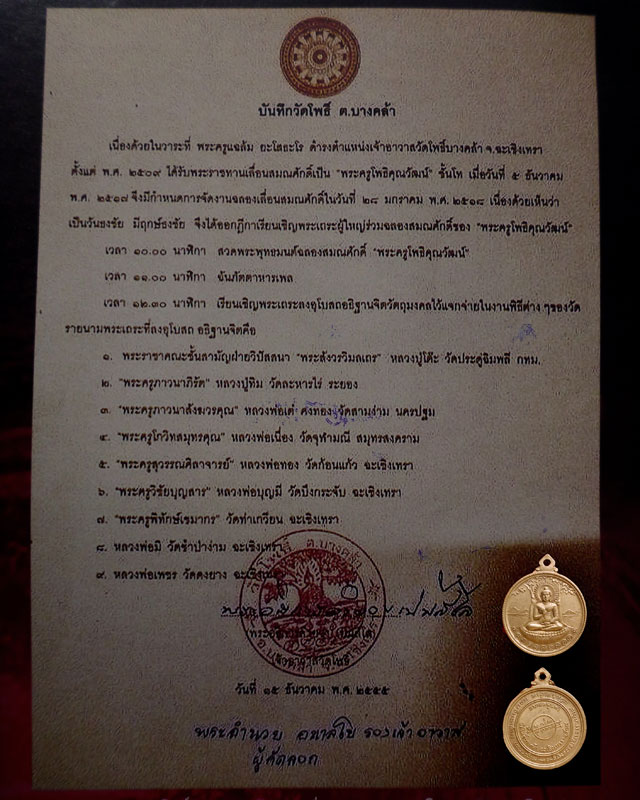 บันทึกวัดโพธิ์ ต.บางคล้า
เนื่องด้วยในวาระที่ พระครูฉลัม ยะโสธะโร ดำรงตำแหน่งเจ้าอาวาสวัดโพธิ์บางคล้า จ.ฉะเชิงเทรา
ตั้งแต่ พ.ศ. ๒๕๐๙ ได้รับพระราชทานเลื่อนสมณศักดิ์เป็น "พระครูโพธิคุณวัฒน์" ชั้นโท เมื่อวันที่ ๕ ธันวาคม
พ.ศ. ๒๕๑๗ จึงมีกำหนดการจัดงานฉลองเลื่อนสมณศักดิ์ในวันที่ ๒๘ มกราคม พ.ศ. ๒๕๑๘ เนื่องด้วยเห็นว่า
เป็นวันธงชัย มีฤกษ์ธงชัย จึงได้ออกฎีกาเรียนเชิญพระเถระผู้ใหญ่ร่วมฉลองสมณศักดิ์ของ "พระครูโพธิคุณวัฒน์"
เวลา ๑๐.๐๐ นาฬิกา สวดพระพุทธมนต์ฉลองสมณศักดิ์ "พระครูโพธิคุณวัฒน์"
เวลา ๑๑.๐๐ นาฬิกา ฉันภัตตาหารเพล
เวลา ๑๒.๓๐ นาฬิกา เรียนเชิญพระเถระลงอุโบสถอธิฐานจิตวัตถุมงคลไว้แจกจ่ายในงานพิธีต่าง ๆของวัด
รายนามพระเถระที่ลงอุโบสถ อธิฐานจิตคือ
๑. พระราชาคณะชั้นสามัญฝ่ายวิปัสสนา "พระสังวรวิมลเถร" หลวงปู่โต๊ะ วัดประดู่ฉิมพลี กทม.
๒. "พระครูภาวนาภิรัต" หลวงปู่ทิม วัดละหารไร่ ระยอง
๓. "พระครูภาวนาสังฆวรคุณ" หลวงพ่อเต๋ คงทอง วัดสามง่าม นครปฐม
๔. "พระครูโกวิทสมุทรคุณ" หลวงพ่อเนื่อง วัดจุฬามณี สมุทรสงคราม
๕. "พระครูสุวรรณศิลาจารย์" หลวงพ่อทอง วัดก้อนแก้ว ฉะเชิงเทรา
๖. "พระครูวิชัยบุญสาร" หลวงพ่อบุญมี วัดบึงกระจับ ฉะเชิงเทรา
๗. "พระครูพิทักษ์เขมากร" วัดท่าเกวียน ฉะเชิงเทรา
๘. หลวงพ่อมิ วัดชำป่าง่าม ฉะเชิงเทรา
๙. หลวงพ่อเพชร วัดดงยาง
วันที่ ๑๕ ธันวาคม พ.ศ. ๒๕๕๕
พระอำนวย รองเจ้าอาวาส
ผู้คัดลอก